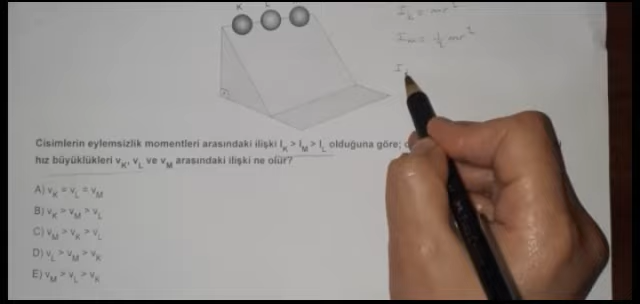 K L
I_K = mr²
I_M = ½ mr²
I
Cisimlerin eylemsizlik momentleri arasındaki ilişki I_K > I_M > I_L olduğuna göre;
hız büyüklükleri v_K, v_L ve v_M arasındaki ilişki ne olur?
A) v_K = v_L = v_M
B) v_K > v_M > v_L
C) v_M > v_K > v_L
D) v_L > v_M > v_K
E) v_M > v_L > v_K